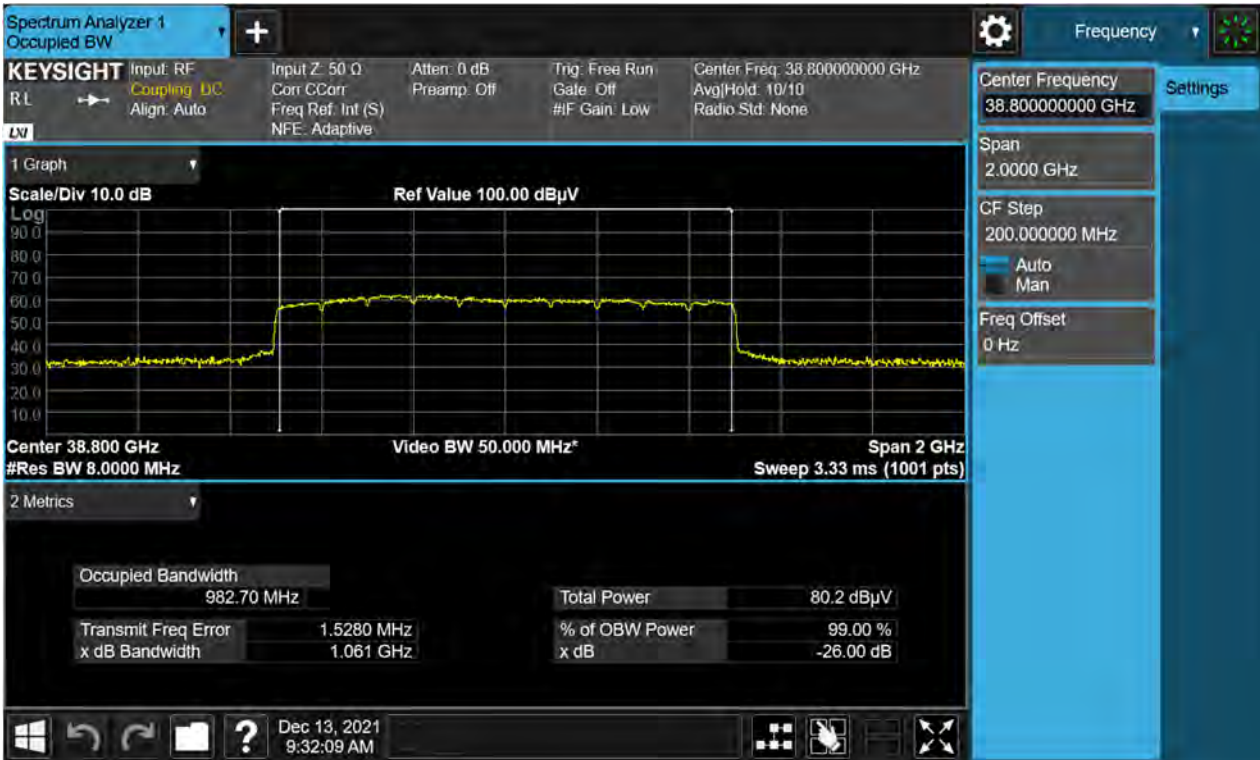 Spectrum Analyzer 1
Occupied BW
+
Frequency
KEYSIGHT
R L
LXI
Input: RF
Coupling: DC
Align: Auto
Input Z: 50 Ω
Corr CCorr
Freq Ref: Int (S)
NFE: Adaptive
Atten: 0 dB
Preamp: Off
Trig: Free Run
Gate: Off
#IF Gain: Low
Center Freq: 38.800000000 GHz
Avg|Hold: 10/10
Radio Std: None
1 Graph
Scale/Div 10.0 dB
Ref Value 100.00 dBµV
Log
90.0
80.0
70.0
60.0
50.0
40.0
30.0
20.0
10.0
Center 38.800 GHz
#Res BW 8.0000 MHz
Video BW 50.000 MHz*
Span 2 GHz
Sweep 3.33 ms (1001 pts)
2 Metrics
Occupied Bandwidth
982.70 MHz
Transmit Freq Error 1.5280 MHz
x dB Bandwidth 1.061 GHz
Total Power 80.2 dBµV
% of OBW Power 99.00 %
x dB -26.00 dB
Center Frequency
38.800000000 GHz
Settings
Span
2.0000 GHz
CF Step
200.000000 MHz
Auto
Man
Freq Offset
0 Hz
?
Dec 13, 2021
9:32:09 AM